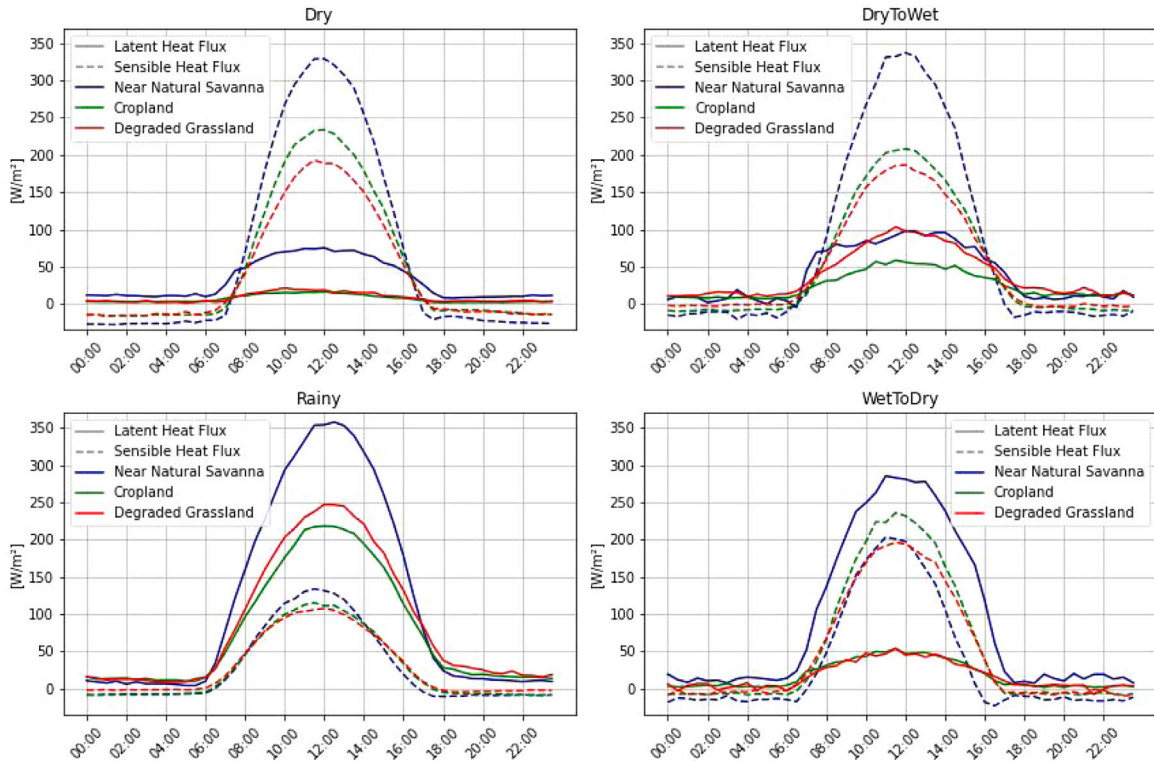 Dry
[W/m²]
350
300
250
200
150
100
50
0
Latent Heat Flux
Sensible Heat Flux
Near Natural Savanna
Cropland
Degraded Grassland
00:00 02:00 04:00 06:00 08:00 10:00 12:00 14:00 16:00 18:00 20:00 22:00
DryToWet
[W/m²]
350
300
250
200
150
100
50
0
Latent Heat Flux
Sensible Heat Flux
Near Natural Savanna
Cropland
Degraded Grassland
00:00 02:00 04:00 06:00 08:00 10:00 12:00 14:00 16:00 18:00 20:00 22:00
Rainy
[W/m²]
350
300
250
200
150
100
50
0
Latent Heat Flux
Sensible Heat Flux
Near Natural Savanna
Cropland
Degraded Grassland
00:00 02:00 04:00 06:00 08:00 10:00 12:00 14:00 16:00 18:00 20:00 22:00
WetToDry
[W/m²]
350
300
250
200
150
100
50
0
Latent Heat Flux
Sensible Heat Flux
Near Natural Savanna
Cropland
Degraded Grassland
00:00 02:00 04:00 06:00 08:00 10:00 12:00 14:00 16:00 18:00 20:00 22:00